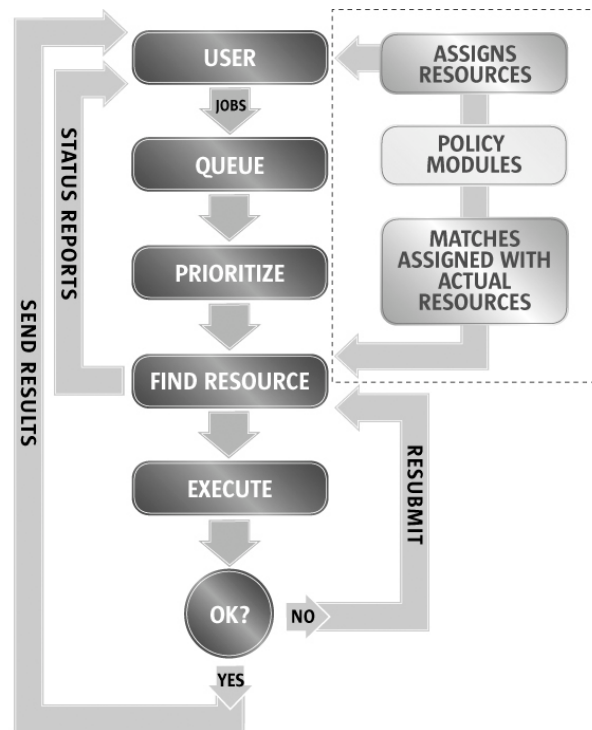 USER
JOBS
QUEUE
PRIORITIZE
FIND RESOURCE
EXECUTE
OK?
NO
YES
RESUBMIT
STATUS REPORTS
SEND RESULTS
ASSIGNS
RESOURCES
POLICY
MODULES
MATCHES
ASSIGNED WITH
ACTUAL
RESOURCES